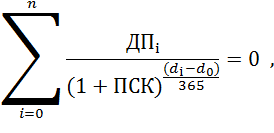 n
∑
i=0
ДПᵢ
(1 + ПСК)^((dᵢ−d₀)/365)
= 0 ,